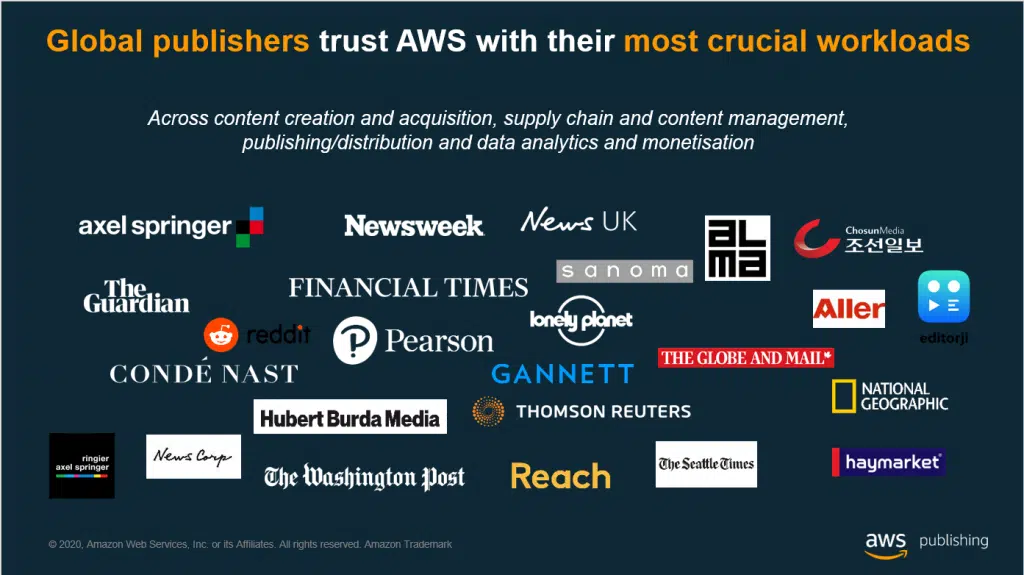 Global publishers trust AWS with their most crucial workloads
Across content creation and acquisition, supply chain and content management,
publishing/distribution and data analytics and monetisation
axel springer
Newsweek
News UK
aLma
ChosunMedia
조선일보
sanoma
The
Guardian
FINANCIAL TIMES
Aller
editorji
reddit
Pearson
lonely planet
THE GLOBE AND MAIL
CONDÉ NAST
GANNETT
NATIONAL
GEOGRAPHIC
Hubert Burda Media
THOMSON REUTERS
ringier
axel springer
News Corp
The Washington Post
Reach
The Seattle Times
haymarket®
© 2020, Amazon Web Services, Inc. or its Affiliates. All rights reserved. Amazon Trademark
aws publishing